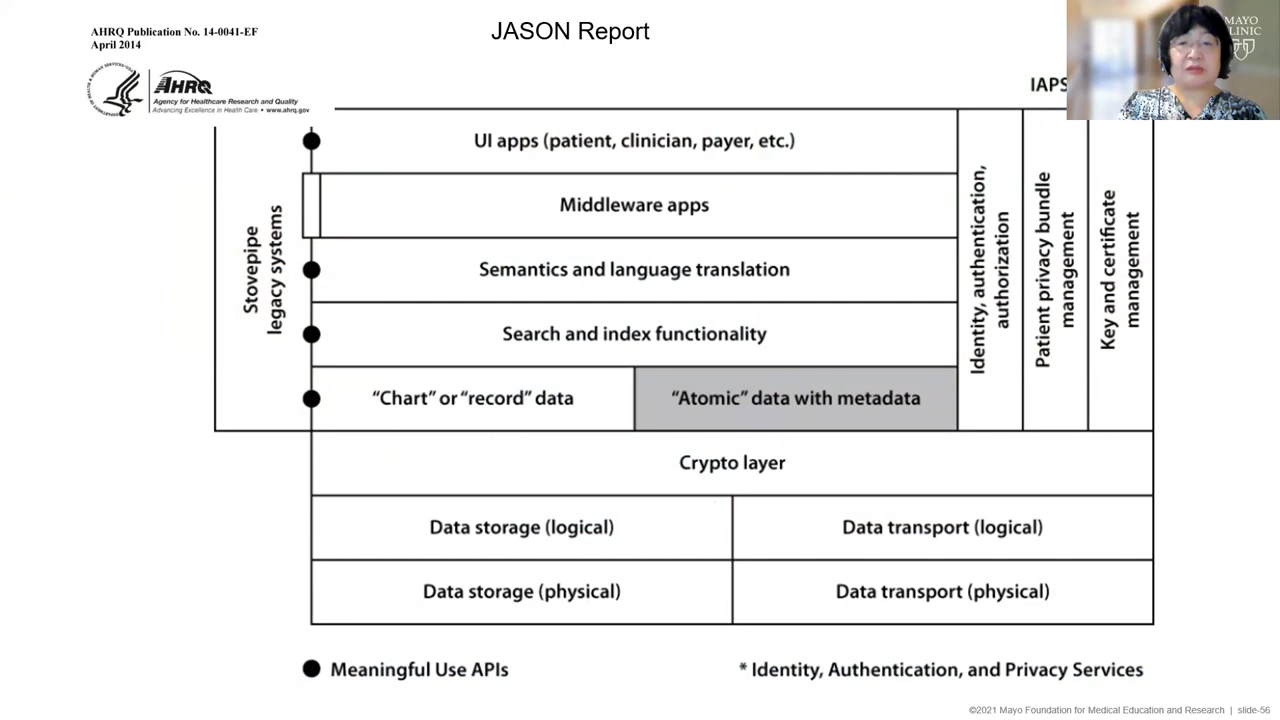 AHRQ Publication No. 14-0041-EF
April 2014
JASON Report
MAYO
CLINIC
AHRQ
Agency for Healthcare Research and Quality
Advancing Excellence in Health Care • www.ahrq.gov
IAPS
Stovepipe
legacy systems
UI apps (patient, clinician, payer, etc.)
Middleware apps
Semantics and language translation
Search and index functionality
“Chart” or “record” data
“Atomic” data with metadata
Identity, authentication,
authorization
Patient privacy bundle
management
Key and certificate
management
Crypto layer
Data storage (logical)
Data transport (logical)
Data storage (physical)
Data transport (physical)
Meaningful Use APIs
* Identity, Authentication, and Privacy Services
©2021 Mayo Foundation for Medical Education and Research | slide-56